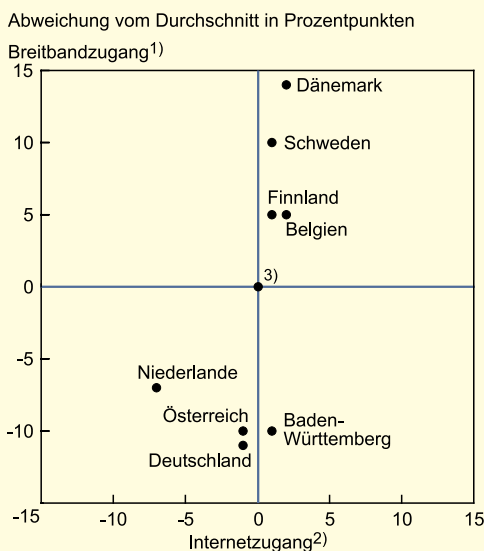 Abweichung vom Durchschnitt in Prozentpunkten
Breitbandzugang1)
15
Dänemark
10
Schweden
Finnland
5
Belgien
3)
0
-5
Niederlande
Österreich
Baden-
-10
Württemberg
Deutschland
-15
-10
-5
0
5
10
15
Internetzugang2)